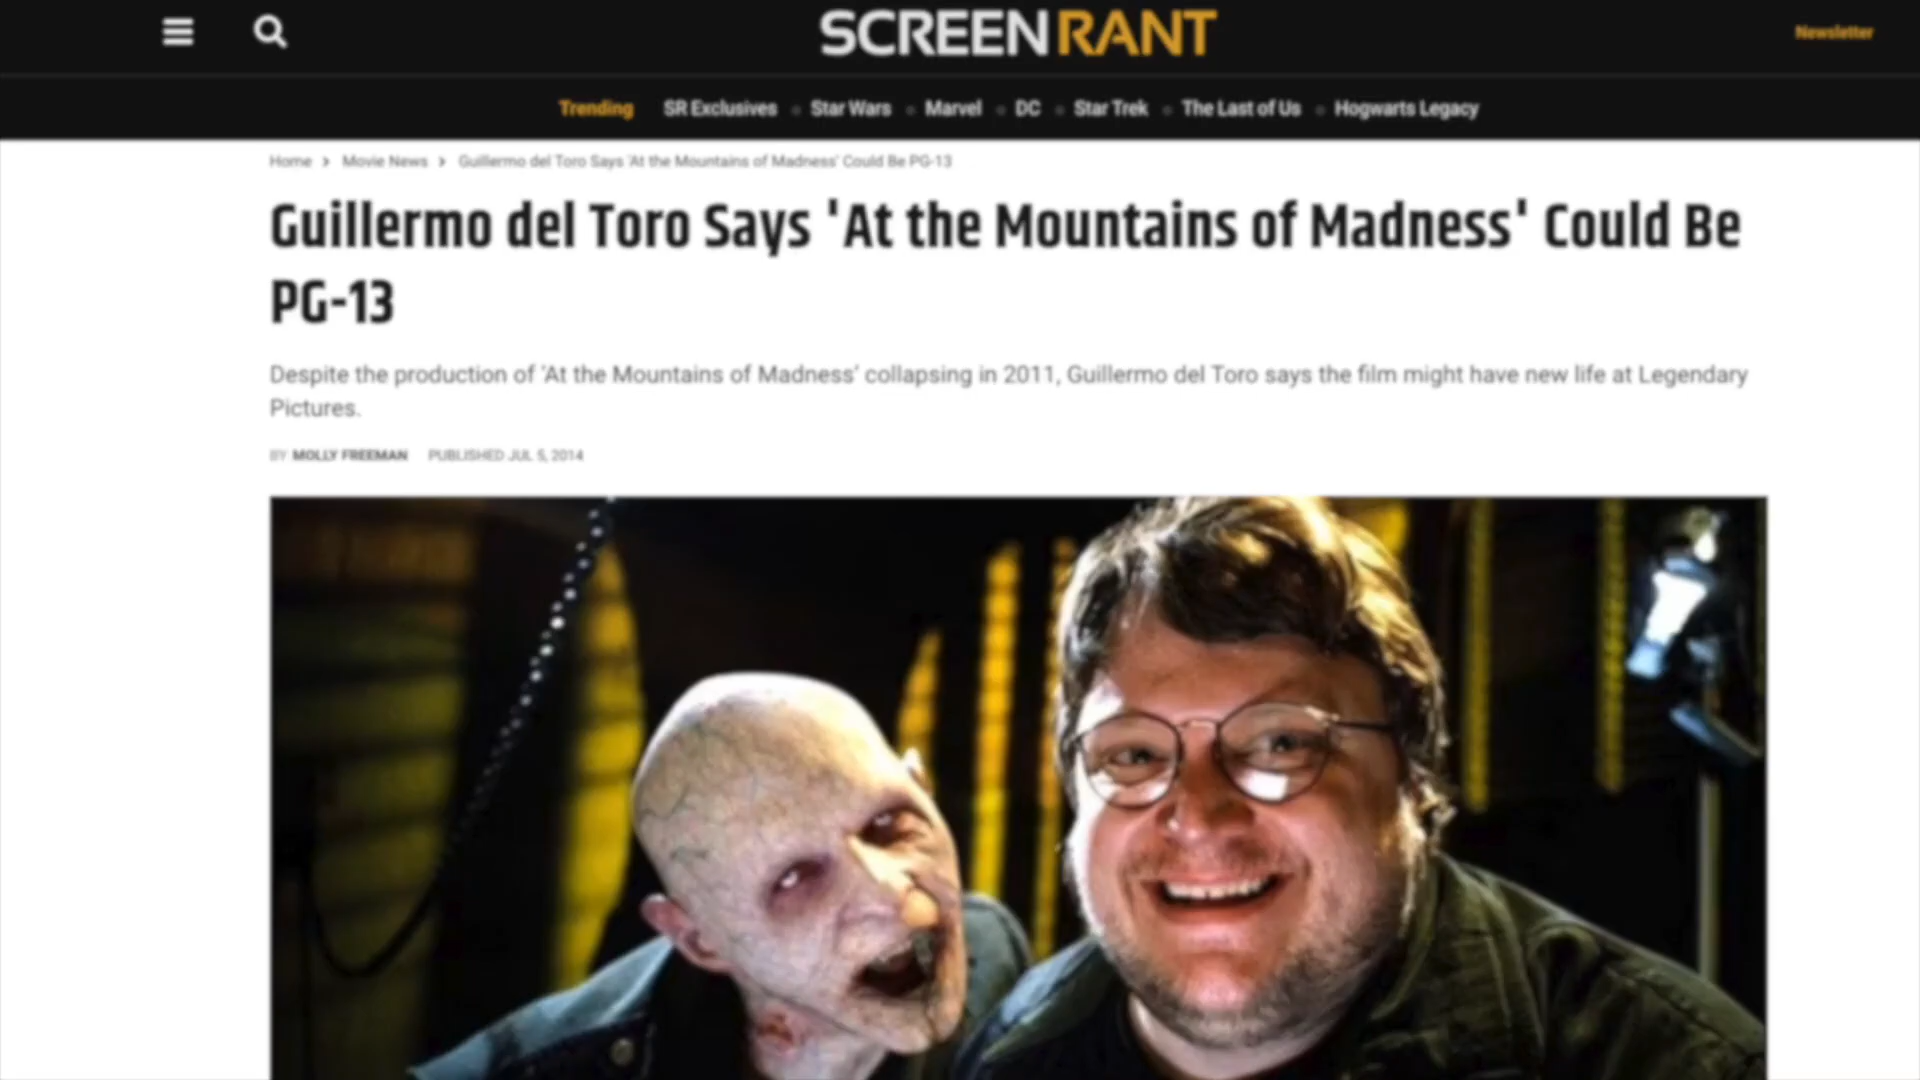 SCREENRANT
Newsletter
Trending SR Exclusives Star Wars Marvel DC Star Trek The Last of Us Hogwarts Legacy
Home > Movie News > Guillermo del Toro Says 'At the Mountains of Madness' Could Be PG-13
Guillermo del Toro Says 'At the Mountains of Madness' Could Be
PG-13
Despite the production of 'At the Mountains of Madness' collapsing in 2011, Guillermo del Toro says the film might have new life at Legendary
Pictures.
BY MOLLY FREEMAN PUBLISHED JUL 5, 2014